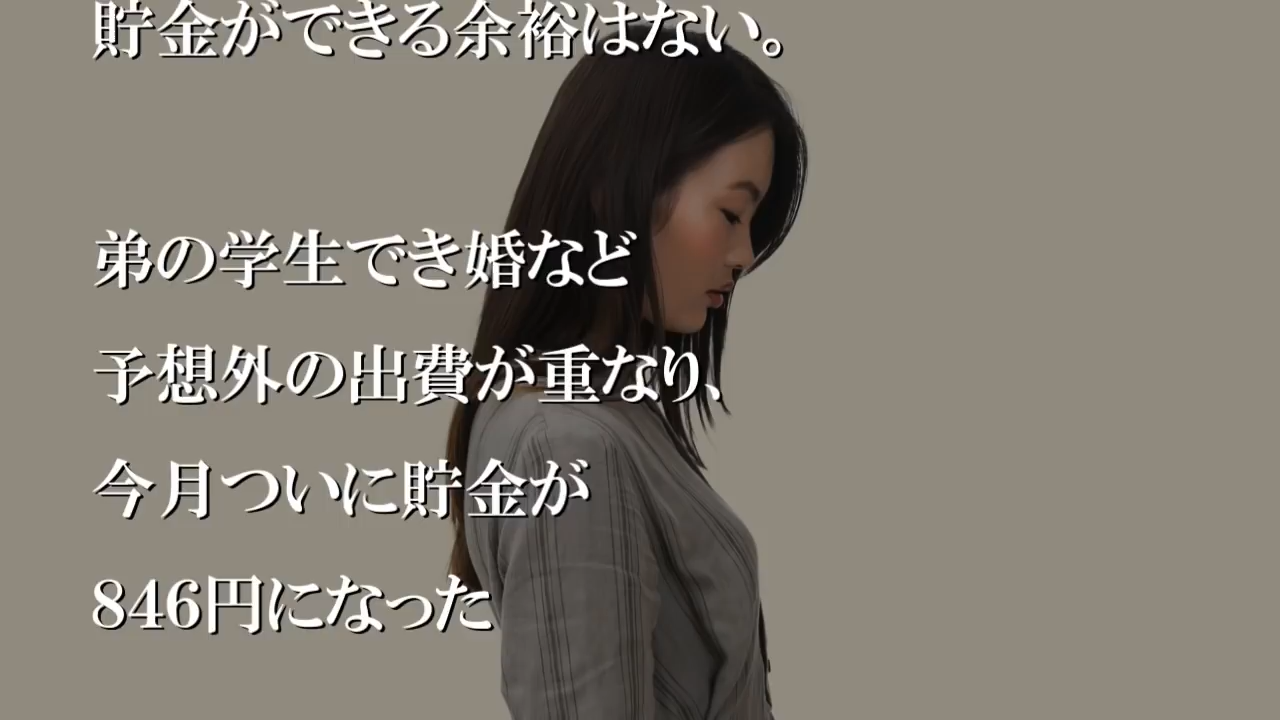 貯金ができる余裕はない。
弟の学生でき婚など
予想外の出費が重なり、
今月ついに貯金が
846円になった